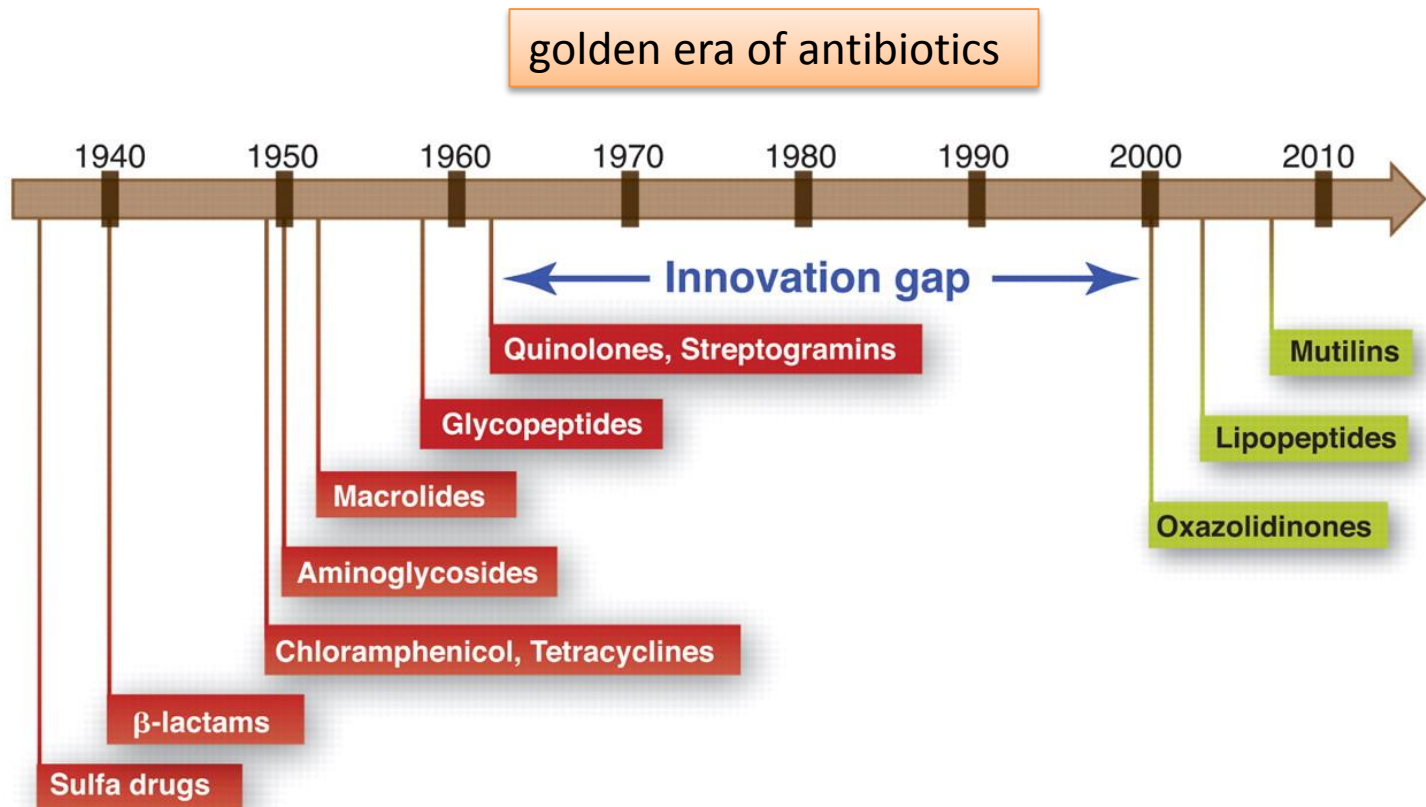 golden era of antibiotics
1940 1950 1960 1970 1980 1990 2000 2010
Innovation gap
Quinolones, Streptogramins
Mutilins
Glycopeptides
Lipopeptides
Macrolides
Oxazolidinones
Aminoglycosides
Chloramphenicol, Tetracyclines
β-lactams
Sulfa drugs